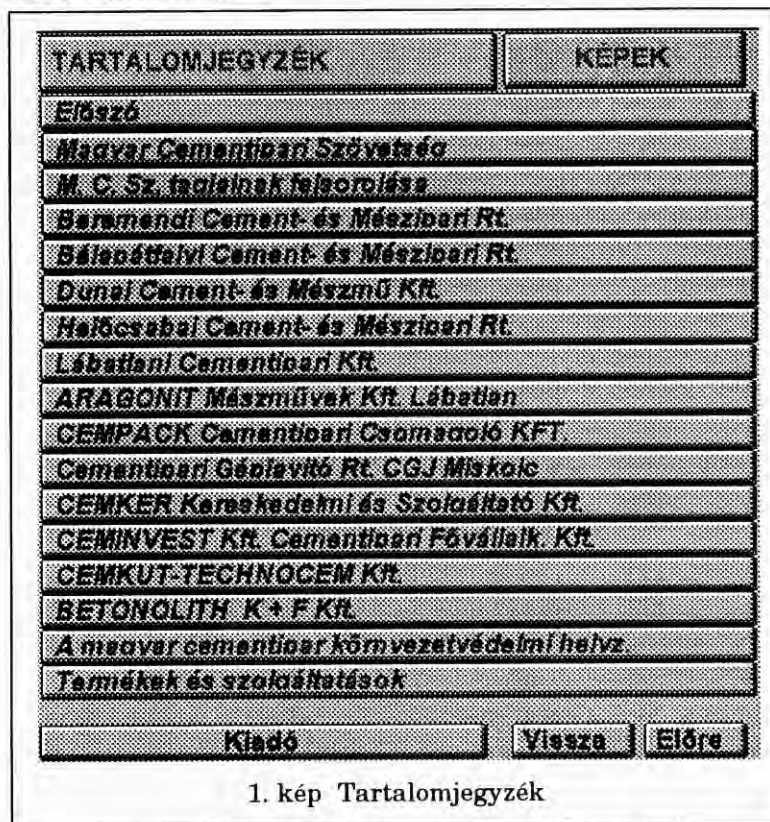 TARTALOMJEGYZÉK KÉPEK
Előszó
Magyar Cementipari Szövetség
M. C. Sz. tagjainak felsorolása
Beremendi Cement- és Mészipari Rt.
Bélapátfalvi Cement- és Mészipari Rt.
Dunai Cement- és Mészmű Kft.
Hejőcsabai Cement- és Mészipari Rt.
Lábatlani Cementipari Kft.
ARAGONIT Mészművek Kft. Lábatlan
CEMPACK Cementipari Csomagoló KFT.
Cementipari Gépjavító Rt. CGJ Miskolc
CEMKER Kereskedelmi és Szolgáltató Kft.
CEMINVEST Kft. Cementipari Fővállalk. Kft.
CEMKUT-TECHNOCEM Kft.
BETONOLITH K + F Kft.
A magyar cementipar környezetvédelmi helyz.
Termékek és szolgáltatások
Kiadó Vissza Előre
1. kép Tartalomjegyzék